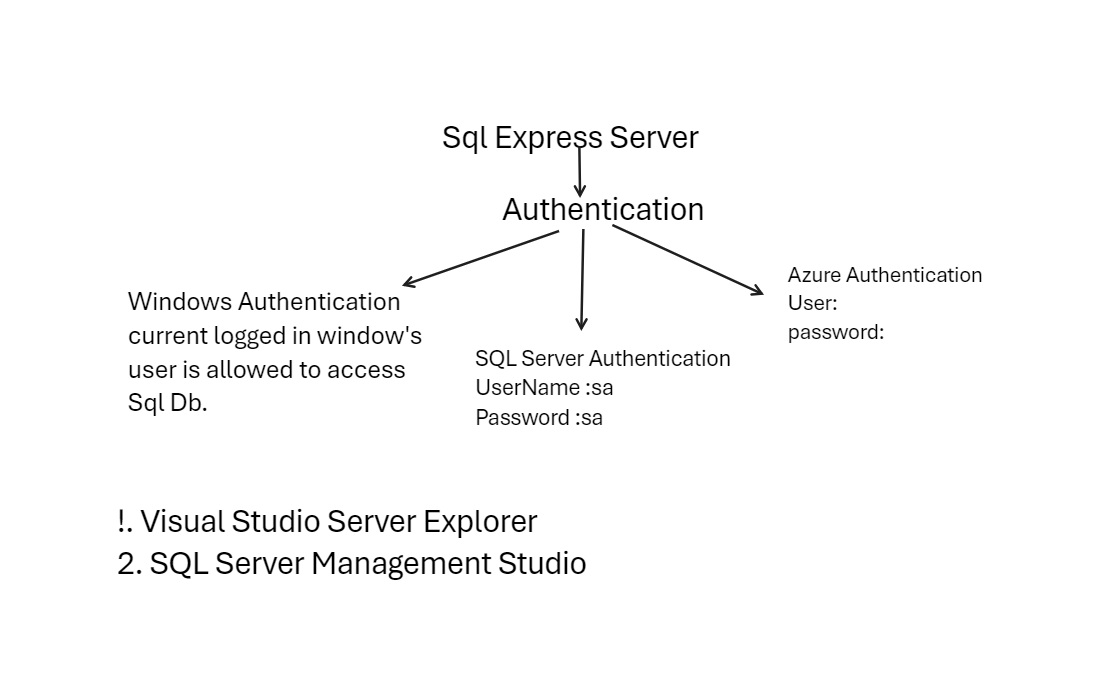 Sql Express Server
Authentication
Windows Authentication
current logged in window's
user is allowed to access
Sql Db.
SQL Server Authentication
UserName :sa
Password :sa
Azure Authentication
User:
password:
!. Visual Studio Server Explorer
2. SQL Server Management Studio